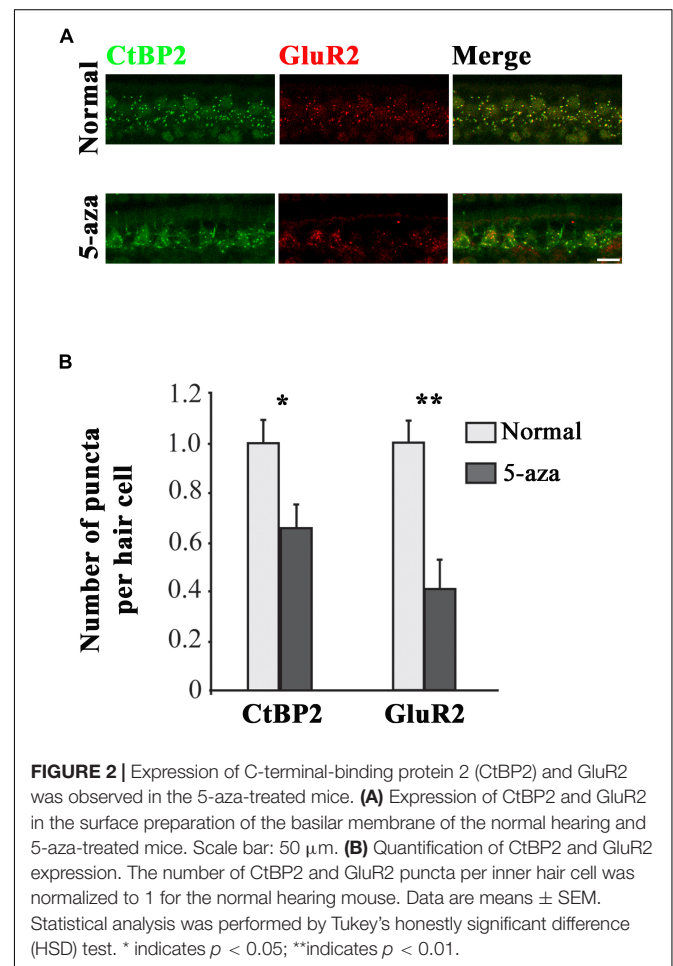 A
CtBP2 GluR2 Merge
Normal
5-aza
B
Number of puncta
per hair cell
1.2
1.0
0.8
0.6
0.4
0.2
0
* **
Normal
5-aza
CtBP2 GluR2
FIGURE 2 | Expression of C-terminal-binding protein 2 (CtBP2) and GluR2
was observed in the 5-aza-treated mice. (A) Expression of CtBP2 and GluR2
in the surface preparation of the basilar membrane of the normal hearing and
5-aza-treated mice. Scale bar: 50 μm. (B) Quantification of CtBP2 and GluR2
expression. The number of CtBP2 and GluR2 puncta per inner hair cell was
normalized to 1 for the normal hearing mouse. Data are means ± SEM.
Statistical analysis was performed by Tukey's honestly significant difference
(HSD) test. * indicates p < 0.05; **indicates p < 0.01.